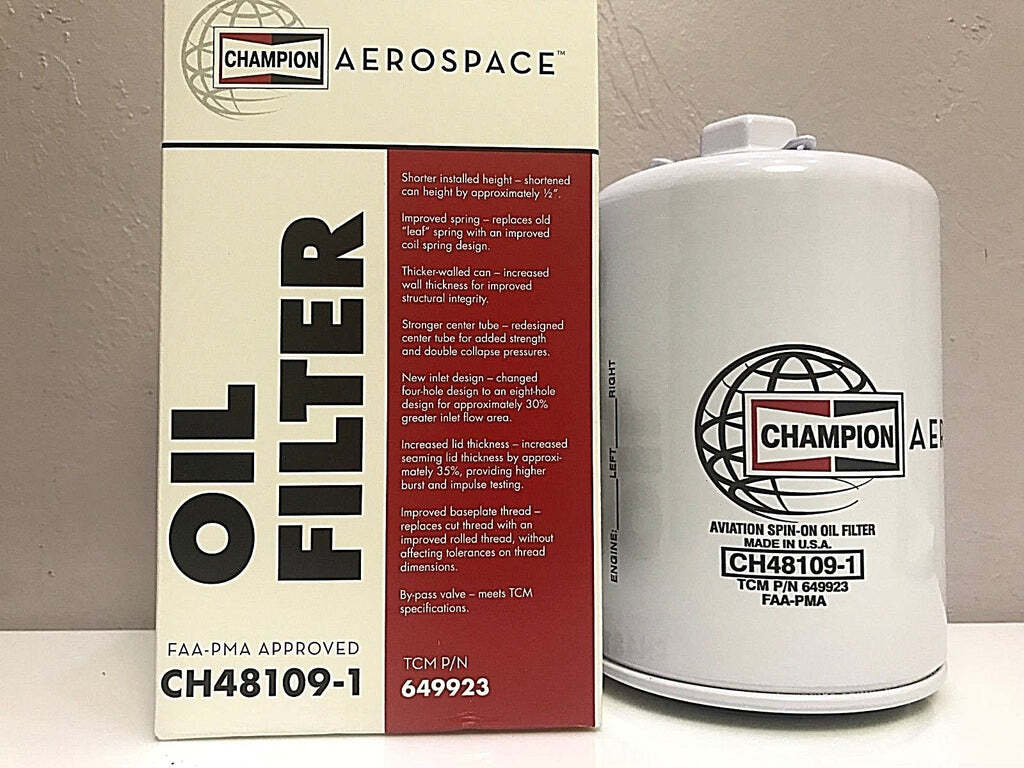 CHAMPION
AEROSPACE™
Shorter installed height – shortened
can height by approximately ½".
Improved spring – replaces old
"leaf" spring with an improved
coil spring design.
Thicker-walled can – increased
wall thickness for improved
structural integrity.
Stronger center tube – redesigned
center tube for added strength
and double collapse pressures.
New inlet design – changed
four-hole design to an eight-hole
design for approximately 30%
greater inlet flow area.
Increased lid thickness – increased
seaming lid thickness by approxi-
mately 35%, providing higher
burst and impulse testing.
Improved baseplate thread –
replaces cut thread with an
improved rolled thread, without
affecting tolerances on thread
dimensions.
By-pass valve – meets TCM
specifications.
OIL
FILTER
FAA-PMA APPROVED
CH48109-1
TCM P/N
649923
ENGINE:____LEFT____RIGHT
CHAMPION
AER
AVIATION SPIN-ON OIL FILTER
MADE IN U.S.A.
CH48109-1
TCM P/N 649923
FAA-PMA